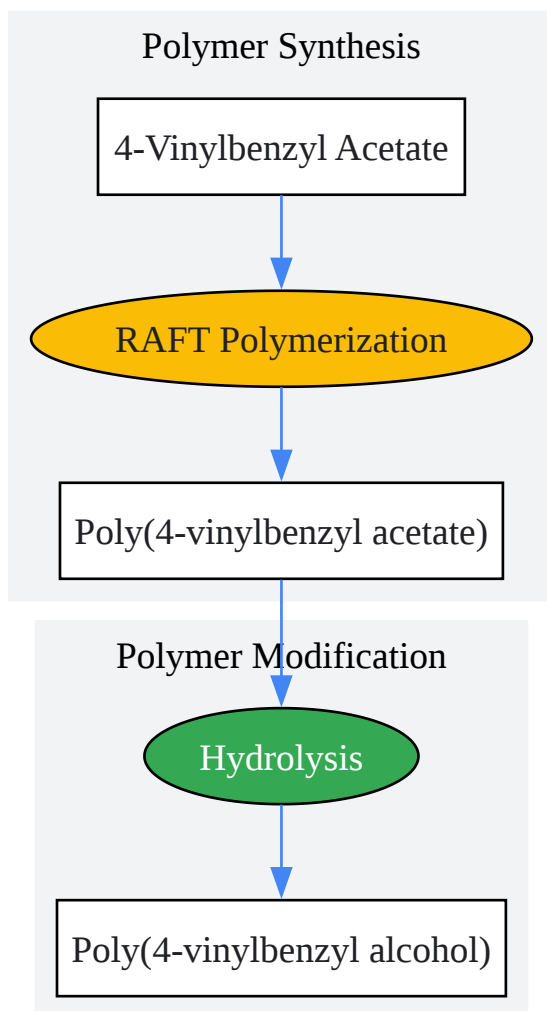 Polymer Synthesis
4-Vinylbenzyl Acetate
RAFT Polymerization
Poly(4-vinylbenzyl acetate)
Polymer Modification
Hydrolysis
Poly(4-vinylbenzyl alcohol)